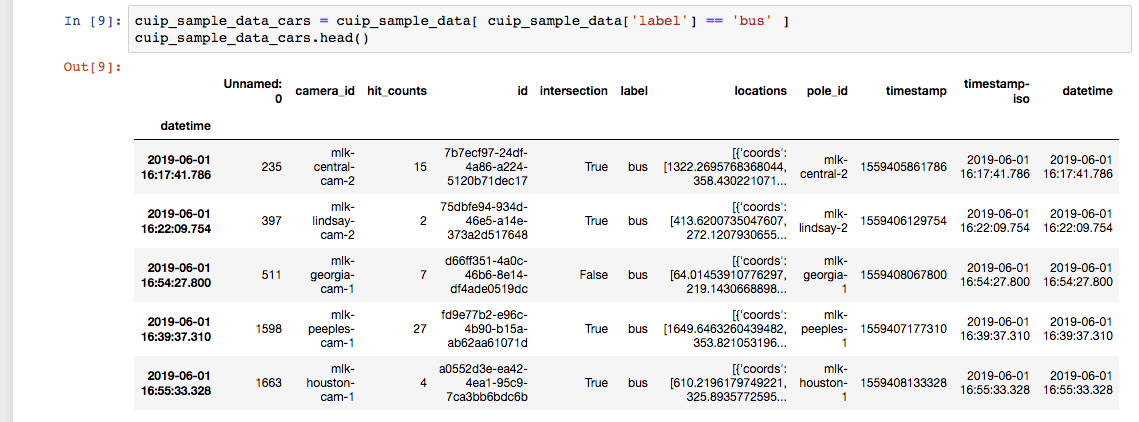 In [9]: cuip_sample_data_cars = cuip_sample_data[ cuip_sample_data['label'] == 'bus' ]
cuip_sample_data_cars.head()
Out[9]:
Unnamed: 0 camera_id hit_counts id intersection label locations pole_id timestamp timestamp-iso datetime
datetime
2019-06-01 16:17:41.786 235 mlk-central-cam-2 15 7b7ecf97-24df-4a86-a224-5120b71dec17 True bus [{'coords': [1322.2695768368044, 358.430221071... mlk-central-2 1559405861786 2019-06-01 16:17:41.786 2019-06-01 16:17:41.786
2019-06-01 16:22:09.754 397 mlk-lindsay-cam-2 2 75dbfe94-934d-46e5-a14e-373a2d517648 True bus [{'coords': [413.6200735047607, 272.1207930655... mlk-lindsay-2 1559406129754 2019-06-01 16:22:09.754 2019-06-01 16:22:09.754
2019-06-01 16:54:27.800 511 mlk-georgia-cam-1 7 d66ff351-4a0c-46b6-8e14-df4ade0519dc False bus [{'coords': [64.01453910776297, 219.1430668898... mlk-georgia-1 1559408067800 2019-06-01 16:54:27.800 2019-06-01 16:54:27.800
2019-06-01 16:39:37.310 1598 mlk-peeples-cam-1 27 fd9e77b2-e96c-4b90-b15a-ab62aa61071d True bus [{'coords': [1649.6463260439482, 353.821053196... mlk-peeples-1 1559407177310 2019-06-01 16:39:37.310 2019-06-01 16:39:37.310
2019-06-01 16:55:33.328 1663 mlk-houston-cam-1 4 a0552d3e-ea42-4ea1-95c9-7ca3bb6bdc6b True bus [{'coords': [610.2196179749221, 325.8935772595... mlk-houston-1 1559408133328 2019-06-01 16:55:33.328 2019-06-01 16:55:33.328